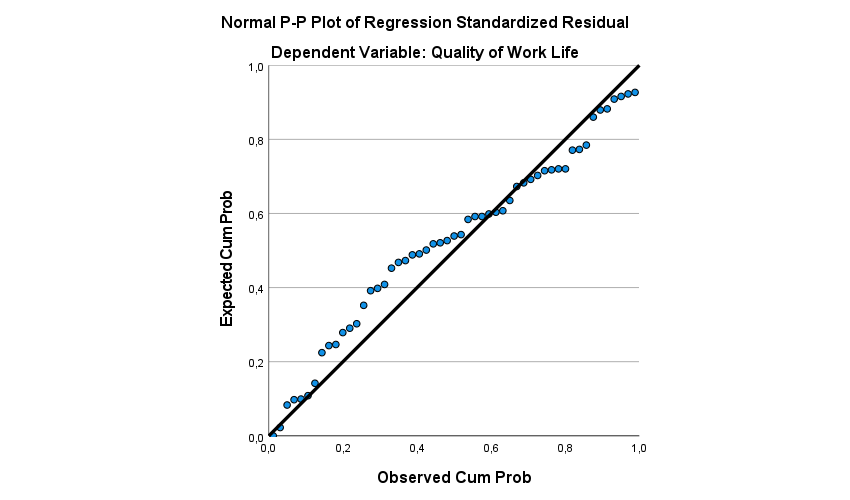 Normal P-P Plot of Regression Standardized Residual
Dependent Variable: Quality of Work Life
1,0
0,8
0,6
0,4
0,2
0,0
Expected Cum Prob
0,0 0,2 0,4 0,6 0,8 1,0
Observed Cum Prob